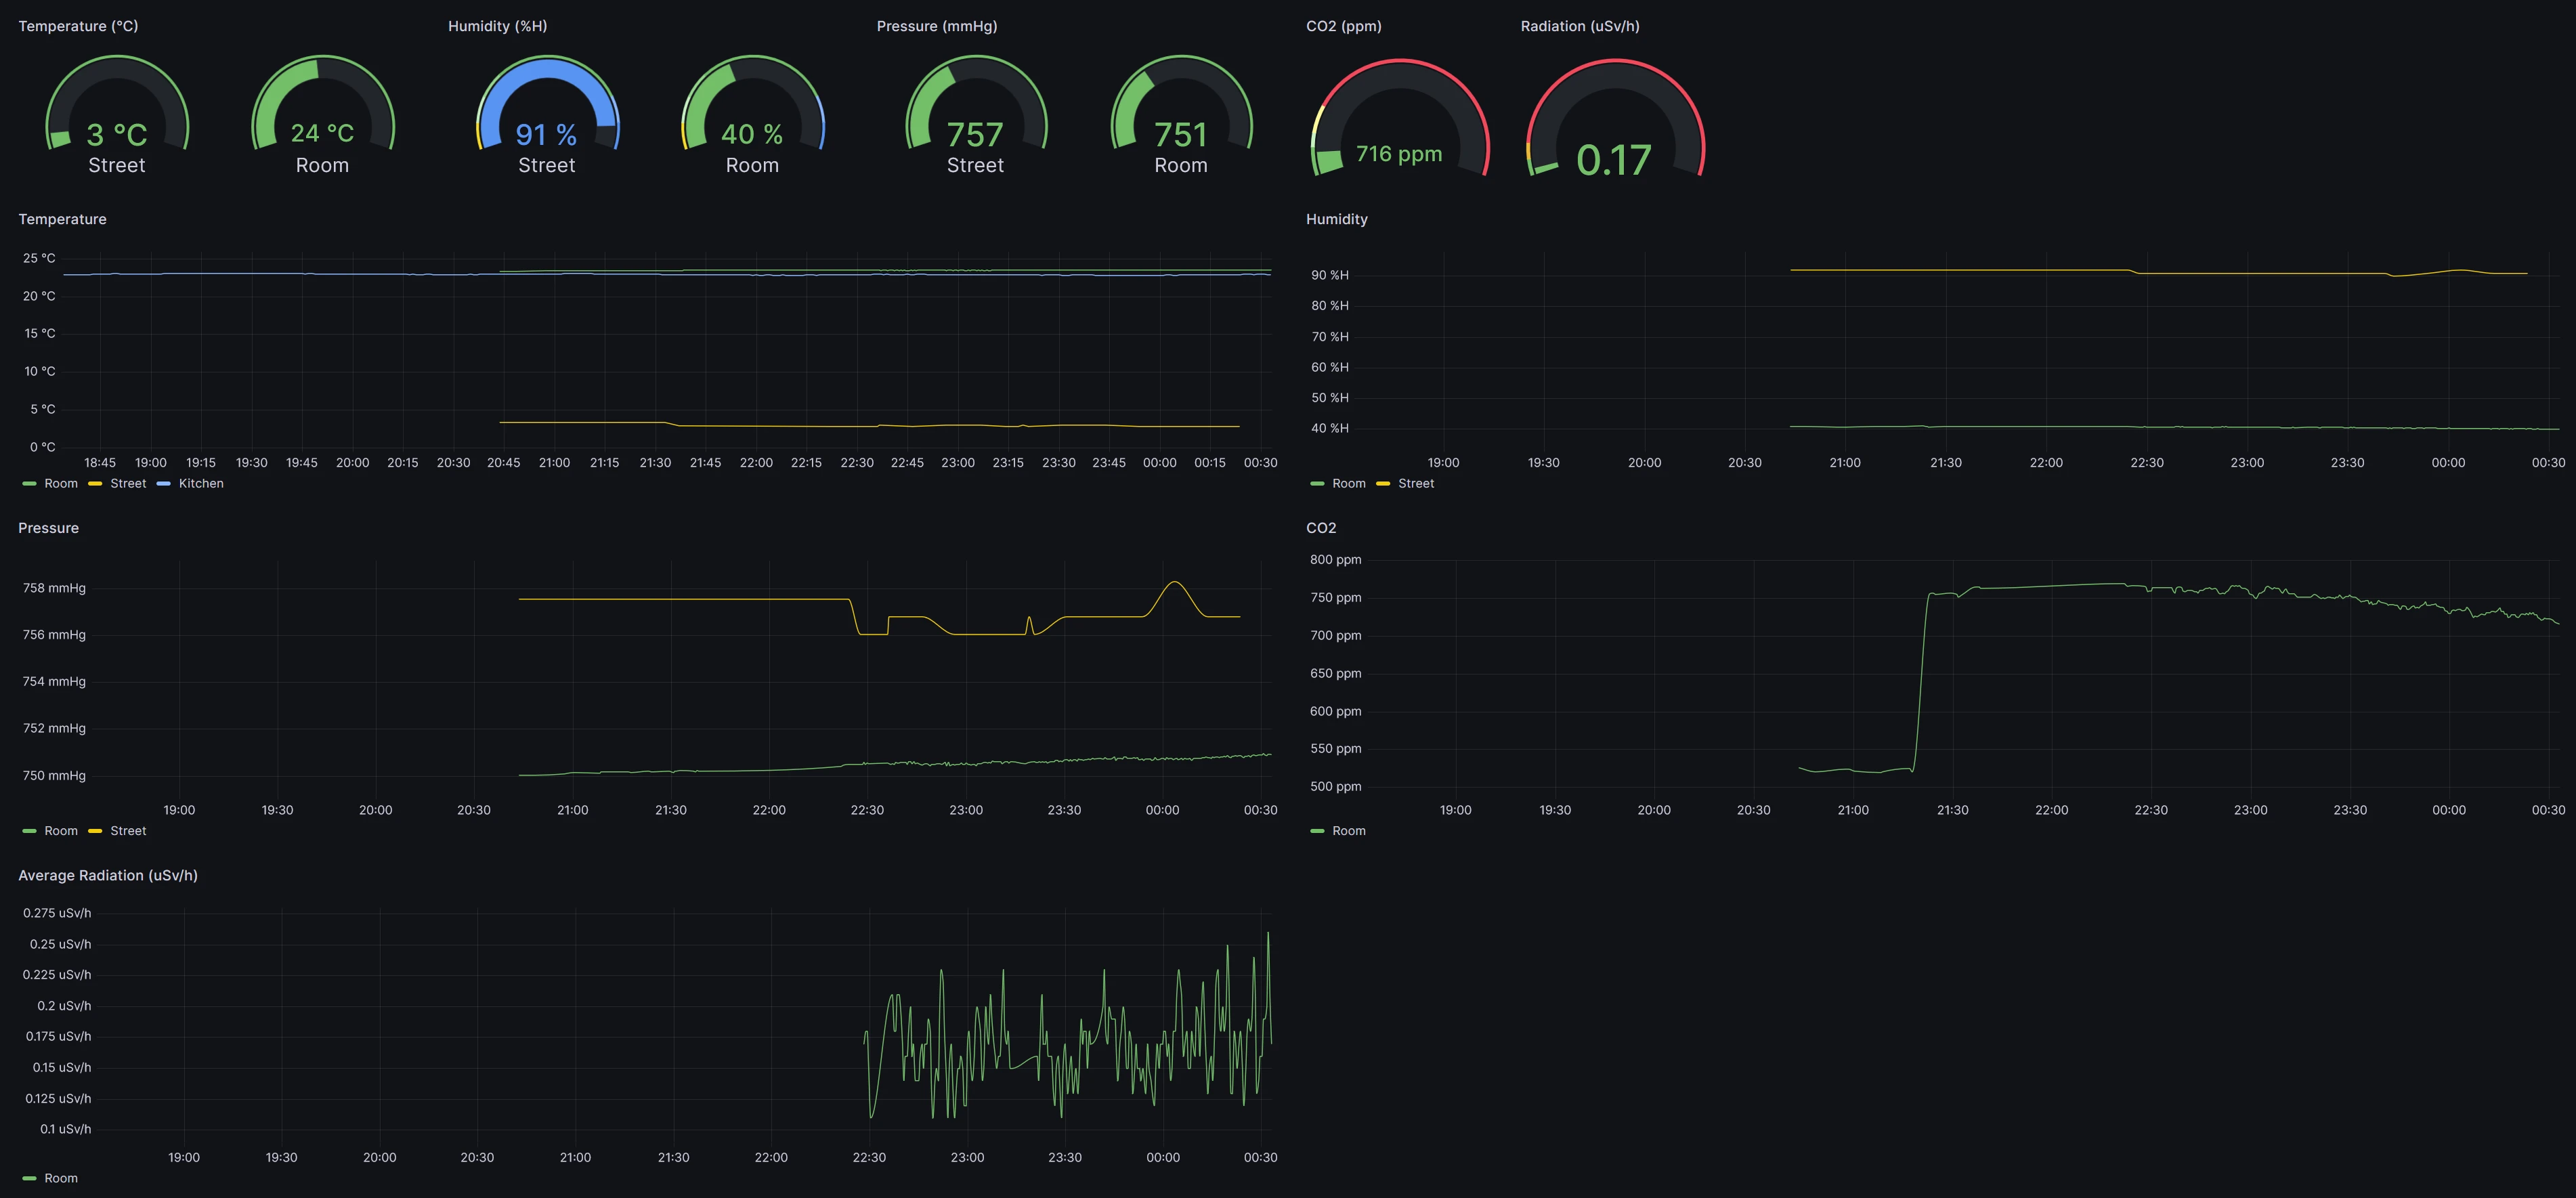 Temperature (°C)
Humidity (%H)
Pressure (mmHg)
CO2 (ppm)
Radiation (uSv/h)
3 °C
Street
24 °C
Room
91 %
Street
40 %
Room
757
Street
751
Room
716 ppm
0.17
Temperature
25 °C
20 °C
15 °C
10 °C
5 °C
0 °C
18:45 19:00 19:15 19:30 19:45 20:00 20:15 20:30 20:45 21:00 21:15 21:30 21:45 22:00 22:15 22:30 22:45 23:00 23:15 23:30 23:45 00:00 00:15 00:30
Room Street Kitchen
Humidity
90 %H
80 %H
70 %H
60 %H
50 %H
40 %H
19:00 19:30 20:00 20:30 21:00 21:30 22:00 22:30 23:00 23:30 00:00 00:30
Room Street
Pressure
758 mmHg
756 mmHg
754 mmHg
752 mmHg
750 mmHg
19:00 19:30 20:00 20:30 21:00 21:30 22:00 22:30 23:00 23:30 00:00 00:30
Room Street
CO2
800 ppm
750 ppm
700 ppm
650 ppm
600 ppm
550 ppm
500 ppm
19:00 19:30 20:00 20:30 21:00 21:30 22:00 22:30 23:00 23:30 00:00 00:30
Room
Average Radiation (uSv/h)
0.275 uSv/h
0.25 uSv/h
0.225 uSv/h
0.2 uSv/h
0.175 uSv/h
0.15 uSv/h
0.125 uSv/h
0.1 uSv/h
19:00 19:30 20:00 20:30 21:00 21:30 22:00 22:30 23:00 23:30 00:00 00:30
Room